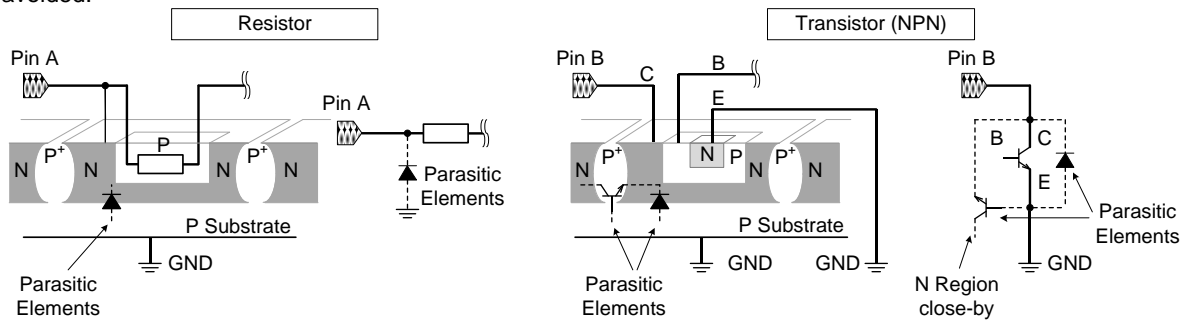 Resistor
Transistor (NPN)
Pin A
Pin A
N
P+
N
P
N
P+
N
Parasitic
Elements
P Substrate
GND
Parasitic
Elements
Pin B
C
B
E
N
P+
N
N
P
P+
N
N
P Substrate
GND
GND
Parasitic
Elements
Pin B
B
C
E
Parasitic
Elements
GND
N Region
close-by